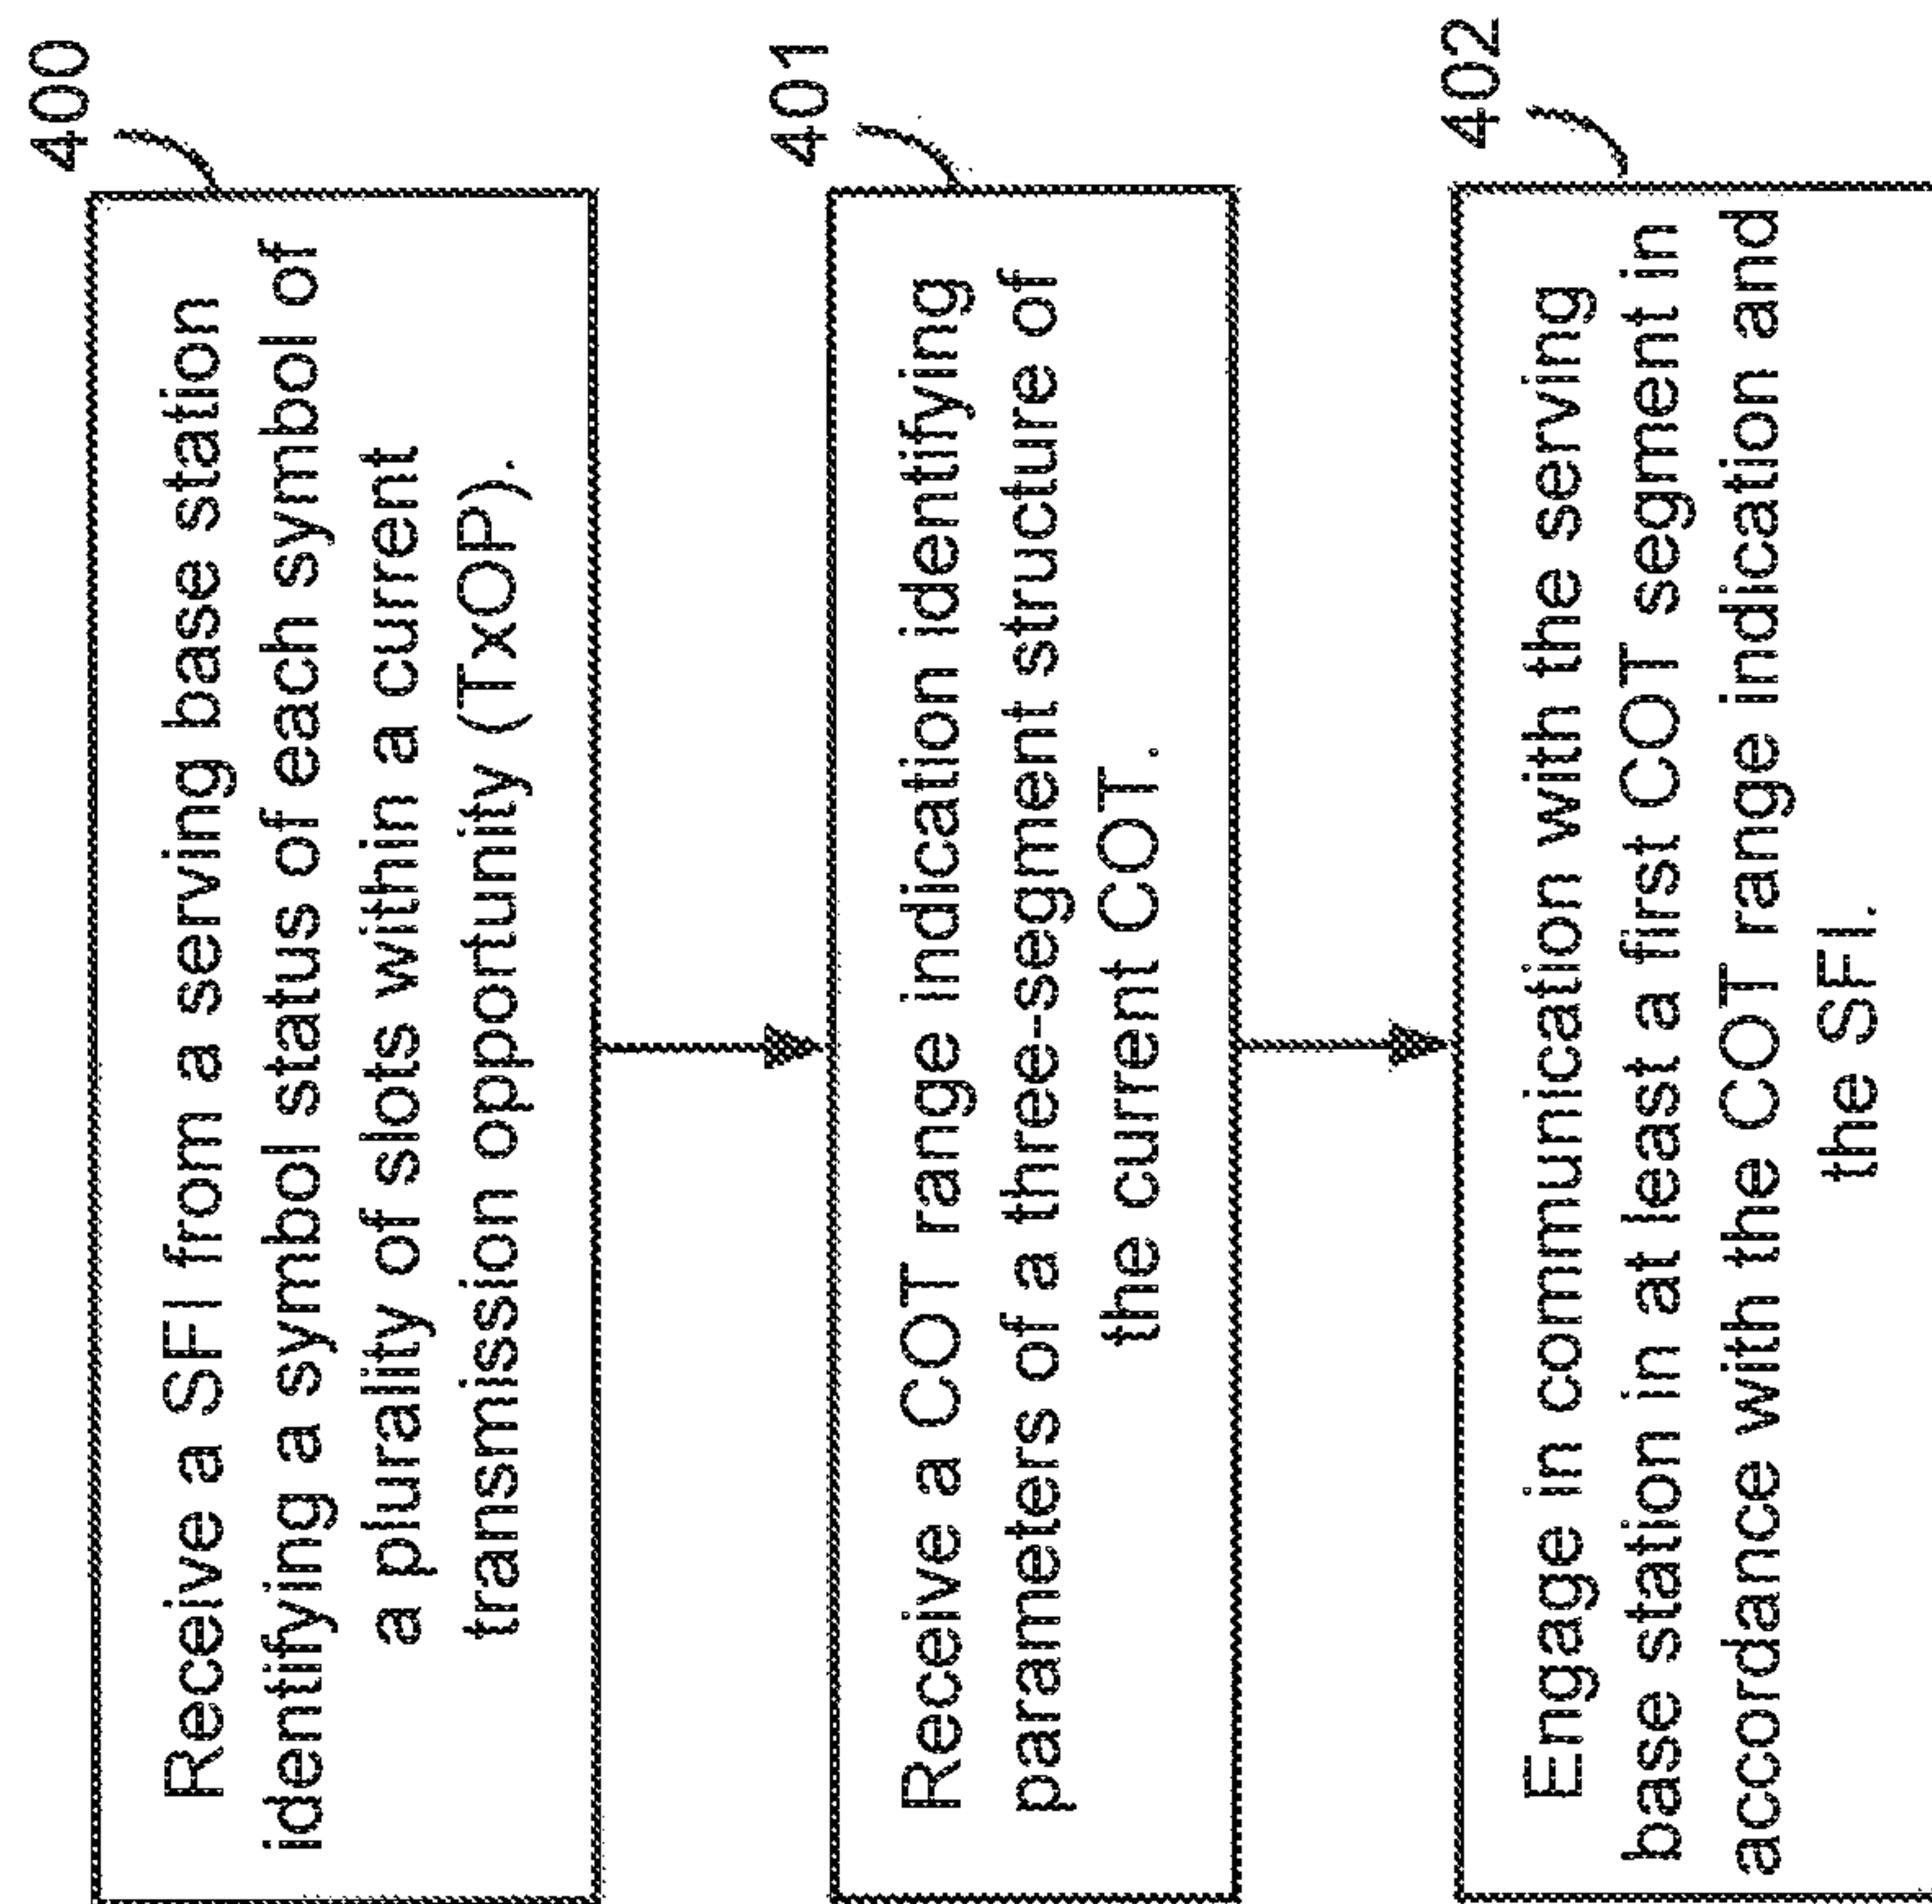 400
Receive a SFI from a serving base station
identifying a symbol status of each symbol of
a plurality of slots within a current
transmission opportunity (TxOP).
401
Receive a COT range indication identifying
parameters of a three-segment structure of
the current COT.
402
Engage in communication with the serving
base station in at least a first COT segment in
accordance with the COT range indication and
the SFI.